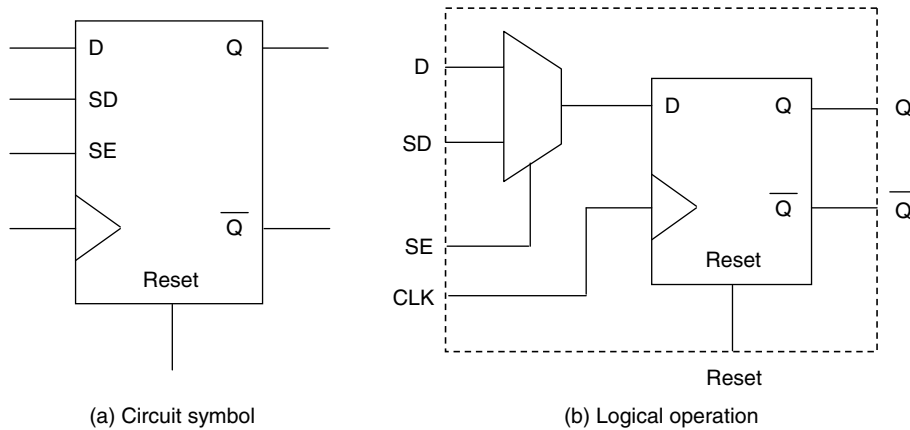 D Q
SD
SE
Q̅
Reset
(a) Circuit symbol
D
SD
SE
CLK
D Q
Q̅
Reset
Q
Q̅
Reset
(b) Logical operation